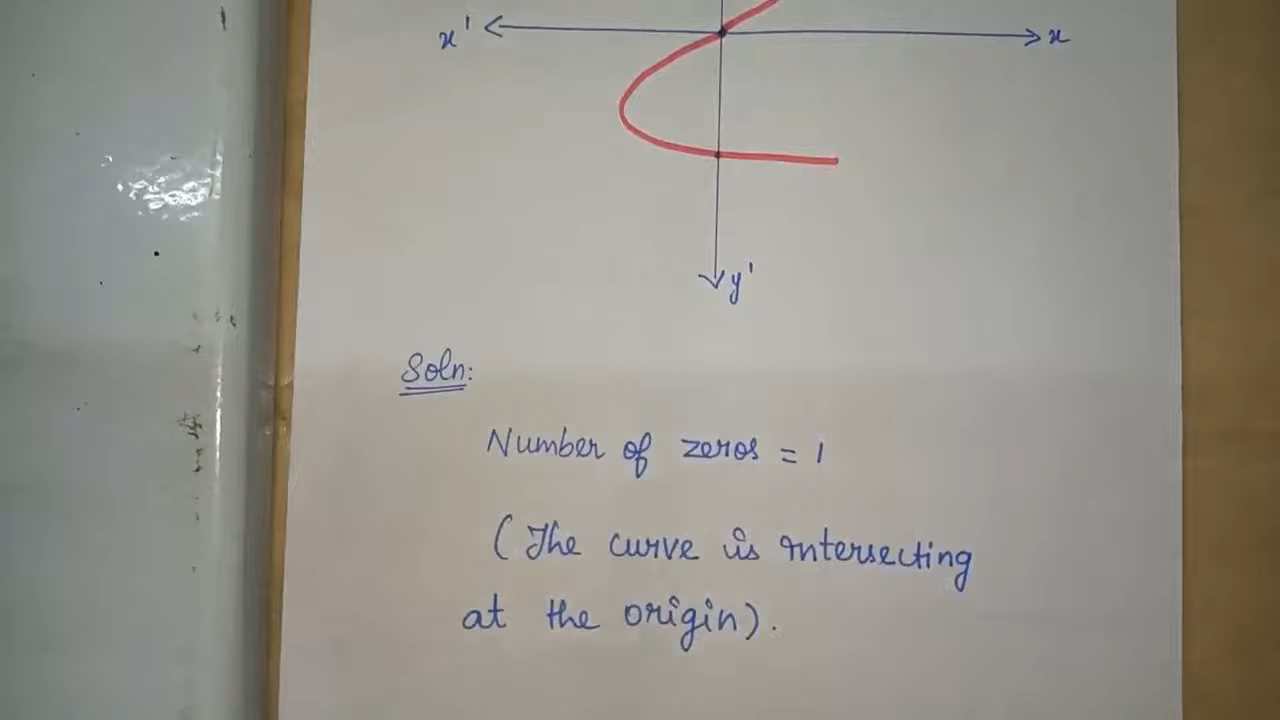 x' x
y'
Soln:
Number of zeros = 1
(The curve is intersecting
at the origin).